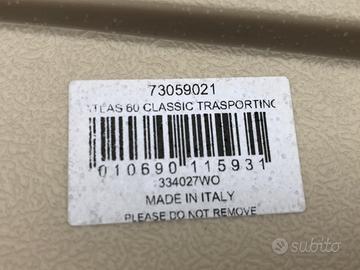 73059021
TLAS 60 CLASSIC TRASPORTINO
010690 115931
334027WO
MADE IN ITALY
PLEASE DO NOT REMOVE
subito